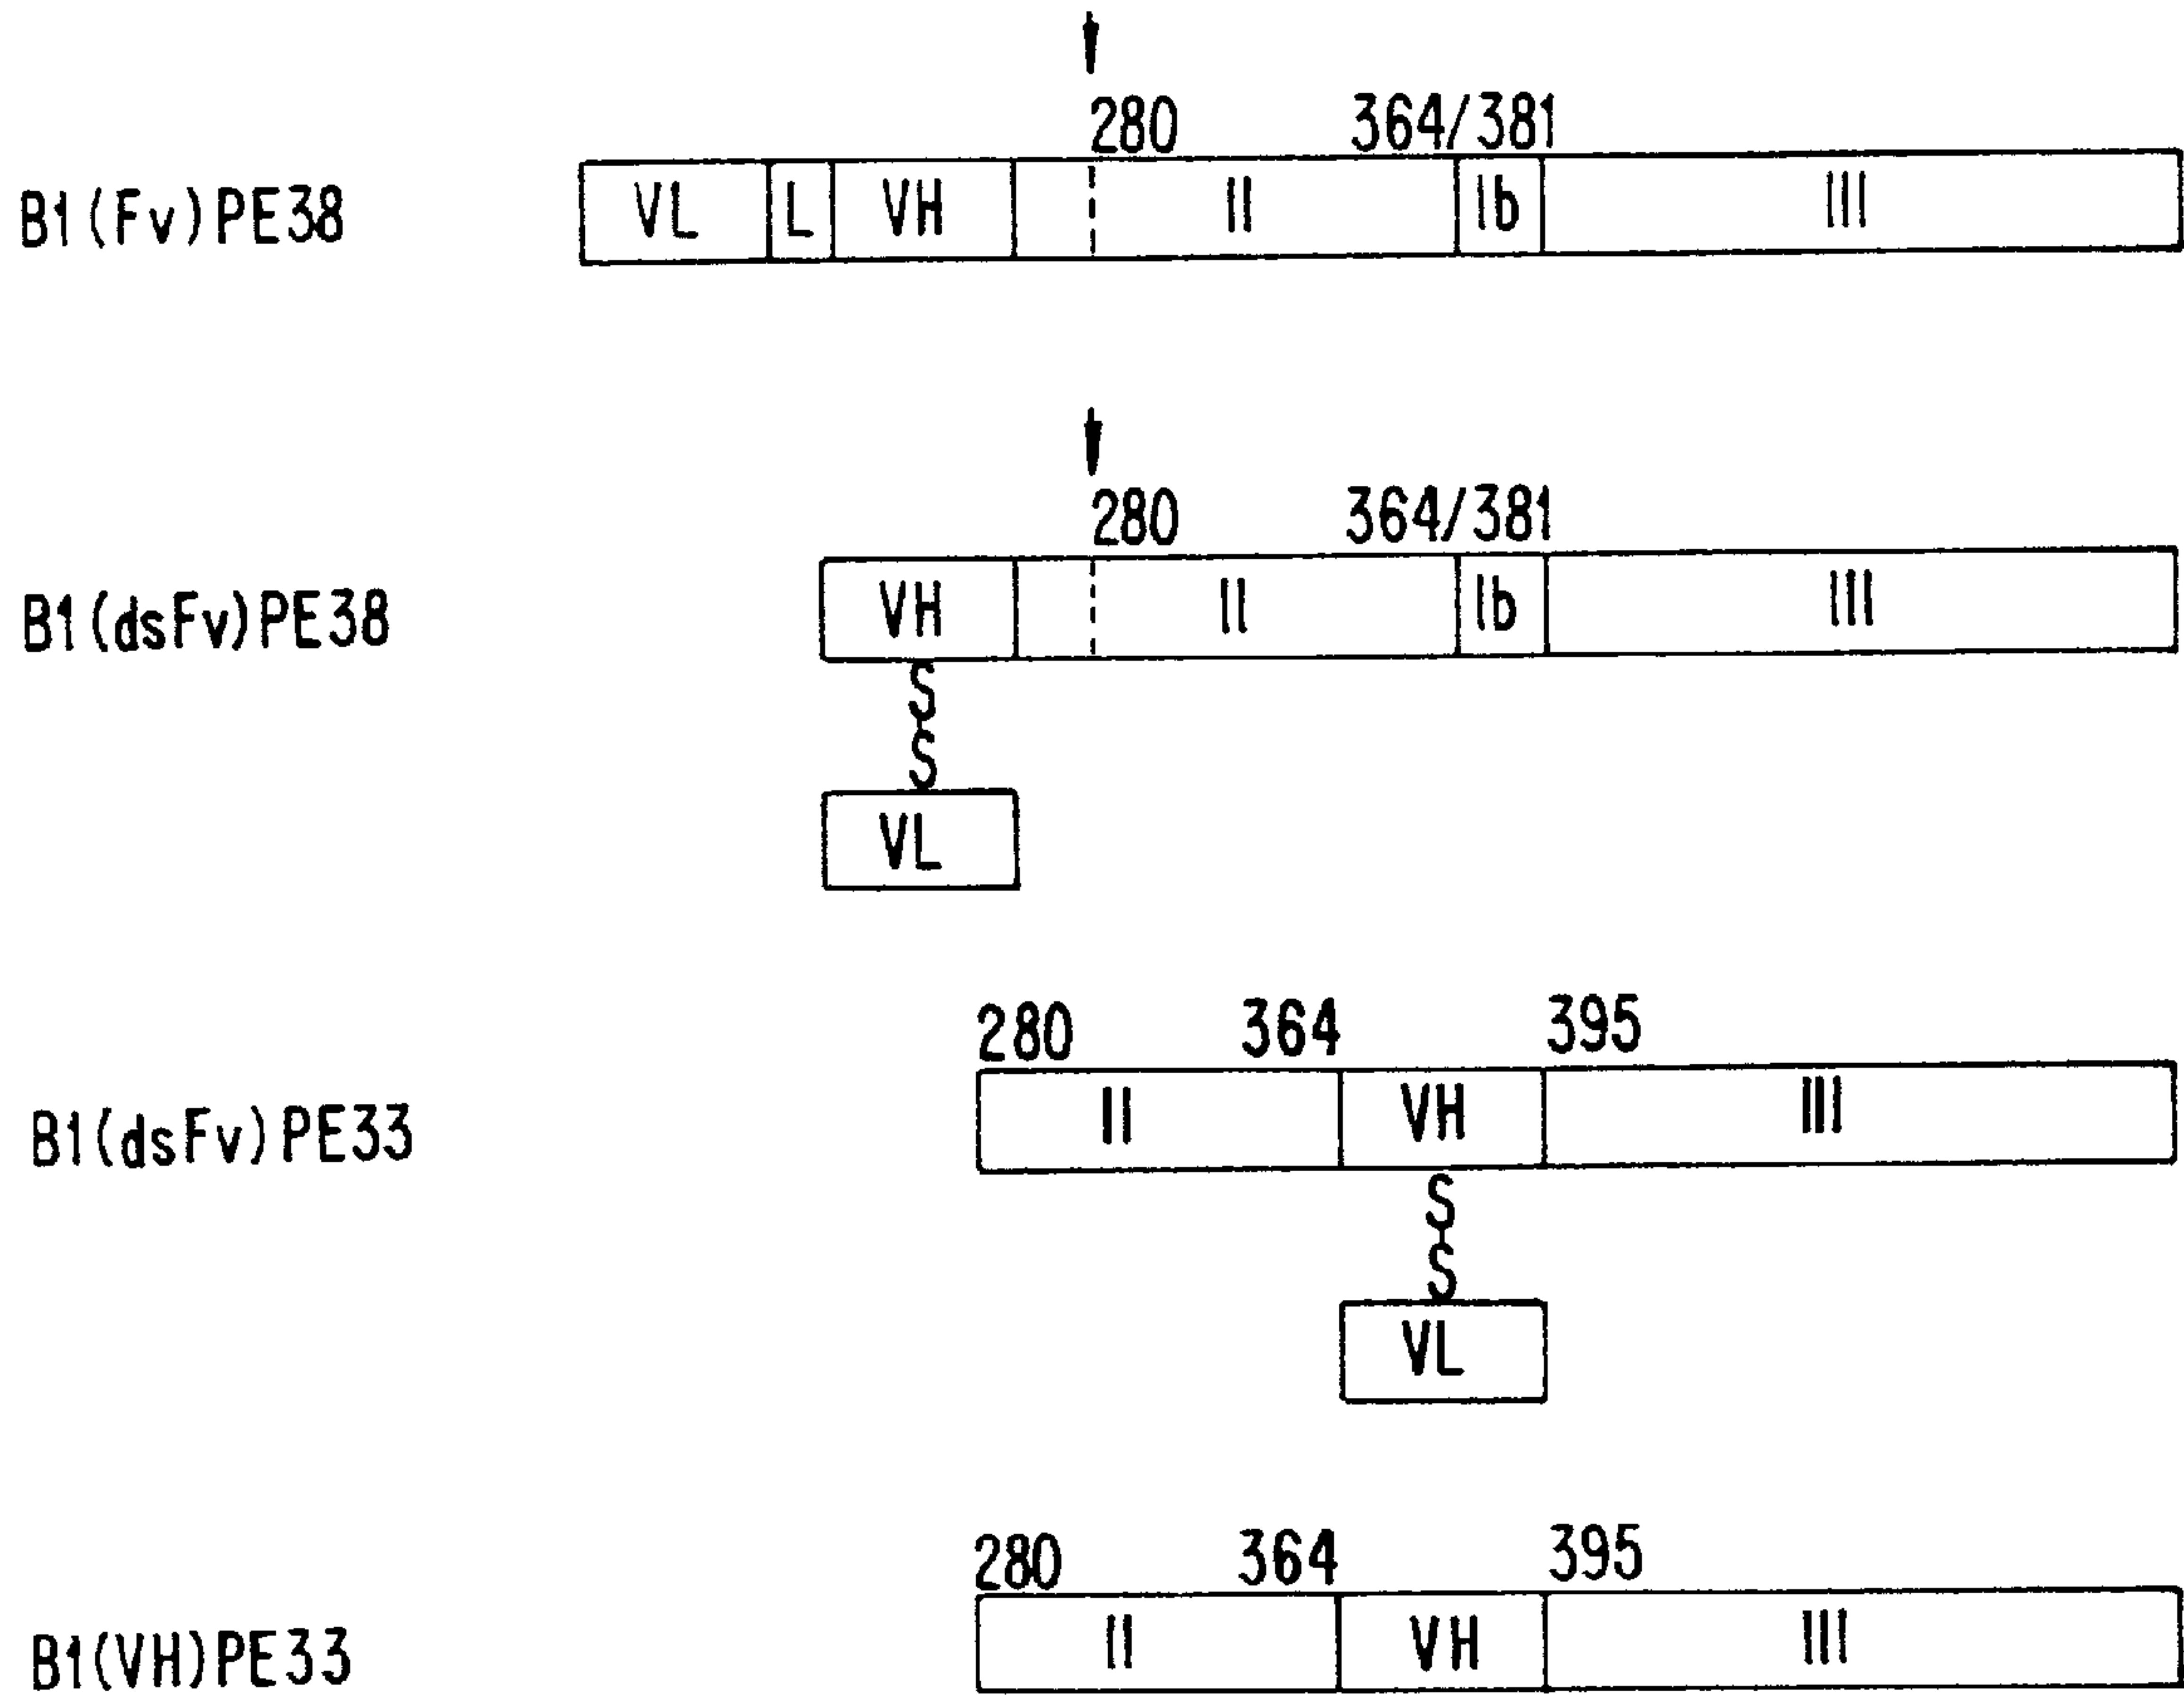 280 364/381
B1(Fv)PE38 VL L VH II Ib III
280 364/381
B1(dsFv)PE38 VH II Ib III
S
S
VL
280 364 395
B1(dsFv)PE33 II VH III
S
S
VL
280 364 395
B1(VH)PE33 II VH III